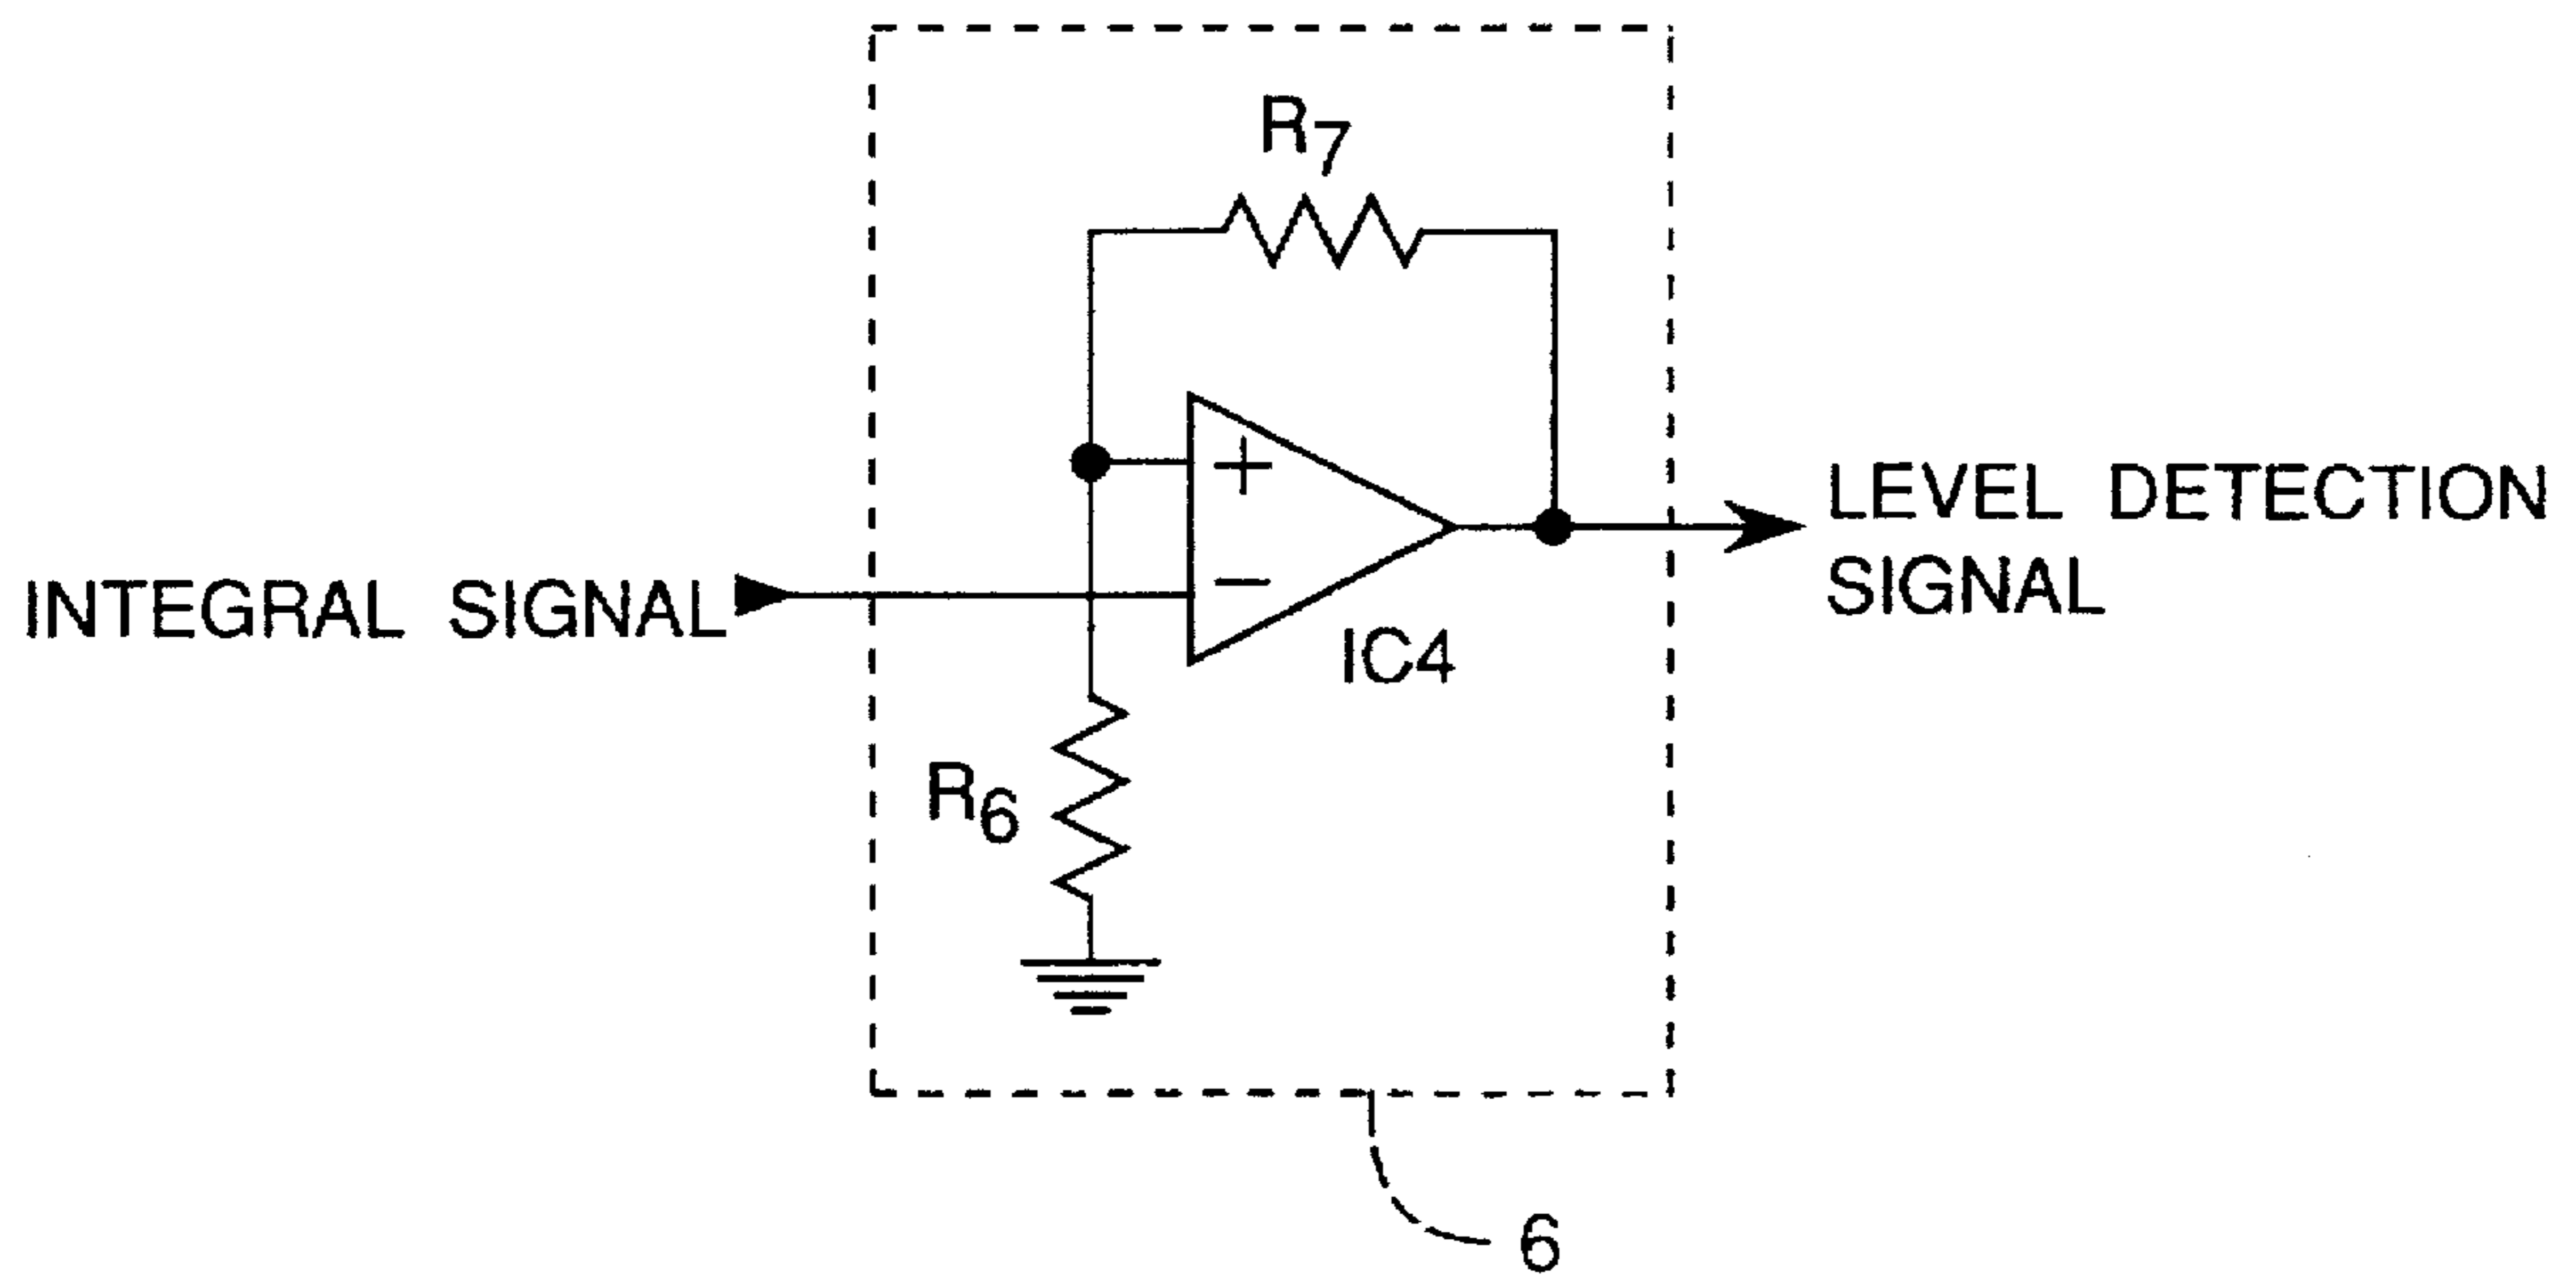 R7
+
−
INTEGRAL SIGNAL
LEVEL DETECTION
SIGNAL
IC4
R6
6